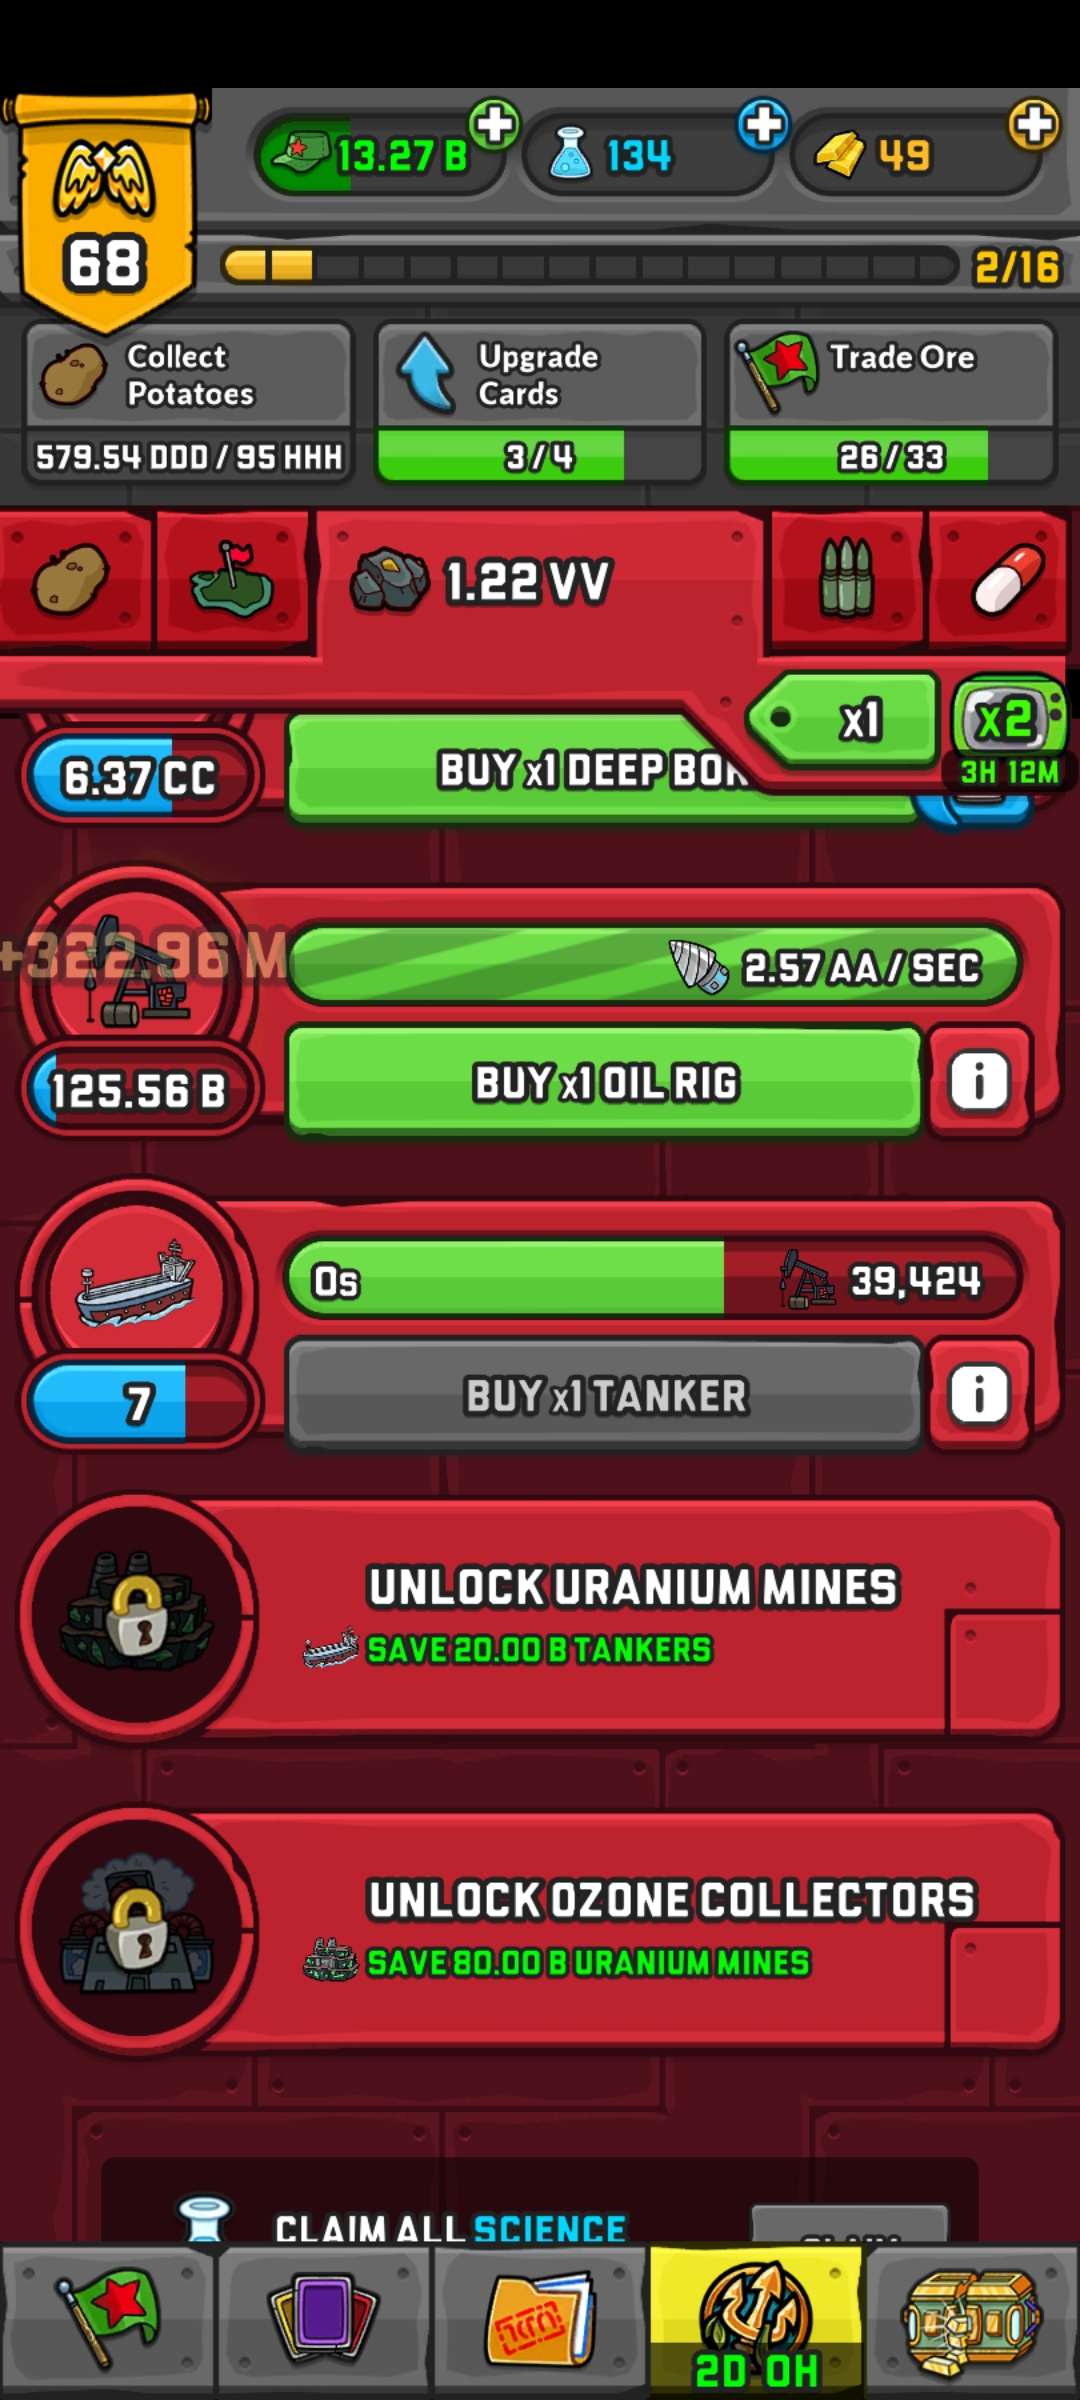 13.27 B
134
49
68
2/16
Collect
Potatoes
Upgrade
Cards
Trade Ore
579.54 DDD / 95 HHH
3/4
26/33
1.22 VV
x1
x2
3H 12M
6.37 CC
BUY x1 DEEP BOR
+322.96 M
2.57 AA / SEC
125.56 B
BUY x1 OIL RIG
i
0s
39,424
7
BUY x1 TANKER
i
UNLOCK URANIUM MINES
SAVE 20.00 B TANKERS
UNLOCK OZONE COLLECTORS
SAVE 80.00 B URANIUM MINES
CLAIM ALL SCIENCE
2D 0H